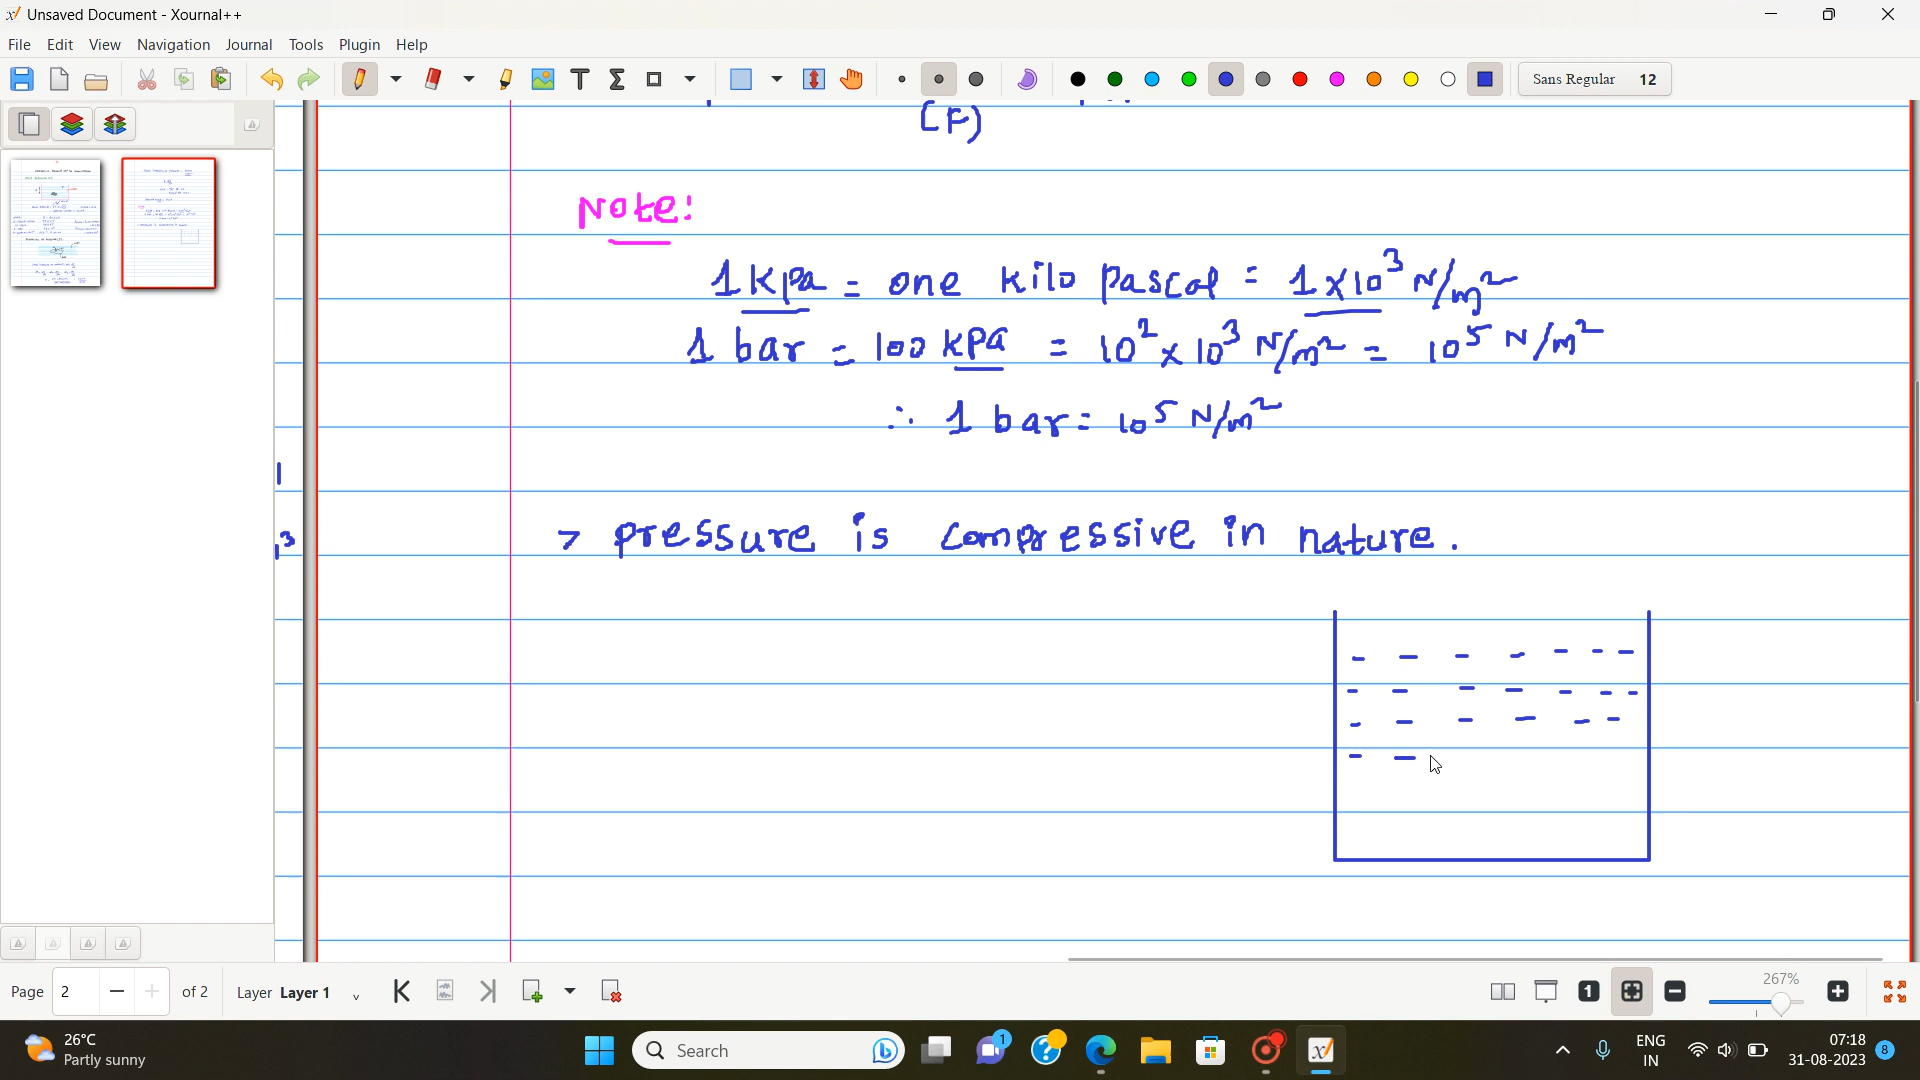 Unsaved Document - Xournal++
File Edit View Navigation Journal Tools Plugin Help
Sans Regular 12
(F)
Note:
1 kpa = one kilo pascal = 1×10³ N/m²
1 bar = 100 kpa = 10²×10³ N/m² = 10⁵ N/m²
∴ 1 bar = 10⁵ N/m²
> pressure is compressive in nature.
Page 2 of 2 Layer Layer 1
267%
26°C
Partly sunny
Search
1
ENG
IN
07:18
31-08-2023
8